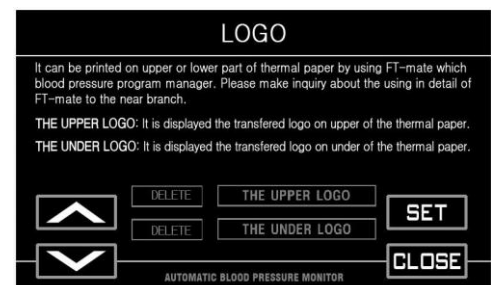 LOGO
It can be printed on upper or lower part of thermal paper by using FT-mate which
blood pressure program manager. Please make inquiry about the using in detail of
FT-mate to the near branch.
THE UPPER LOGO: It is displayed the transfered logo on upper of the thermal paper.
THE UNDER LOGO: It is displayed the transfered logo on under of the thermal paper.
DELETE THE UPPER LOGO
SET
DELETE THE UNDER LOGO
CLOSE
AUTOMATIC BLOOD PRESSURE MONITOR